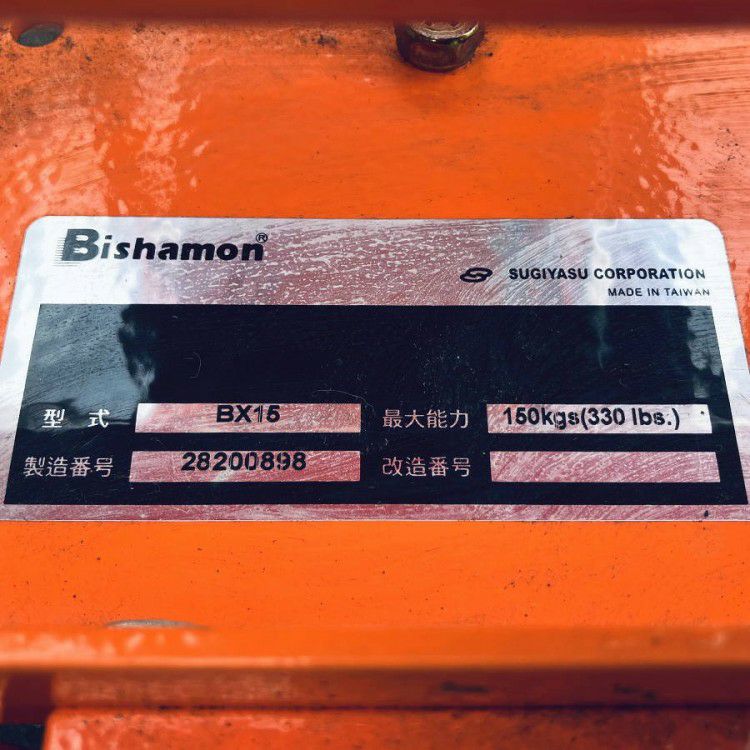 Bishamon®
SUGIYASU CORPORATION
MADE IN TAIWAN
型式 BX15 最大能力 150kgs(330 lbs.)
製造番号 28200898 改造番号